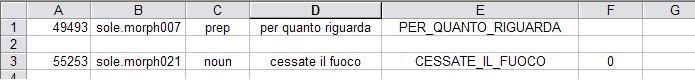 A B C D E F G
1 49493 sole.morph007 prep per quanto riguarda PER_QUANTO_RIGUARDA
2
3 55253 sole.morph021 noun cessate il fuoco CESSATE_IL_FUOCO 0